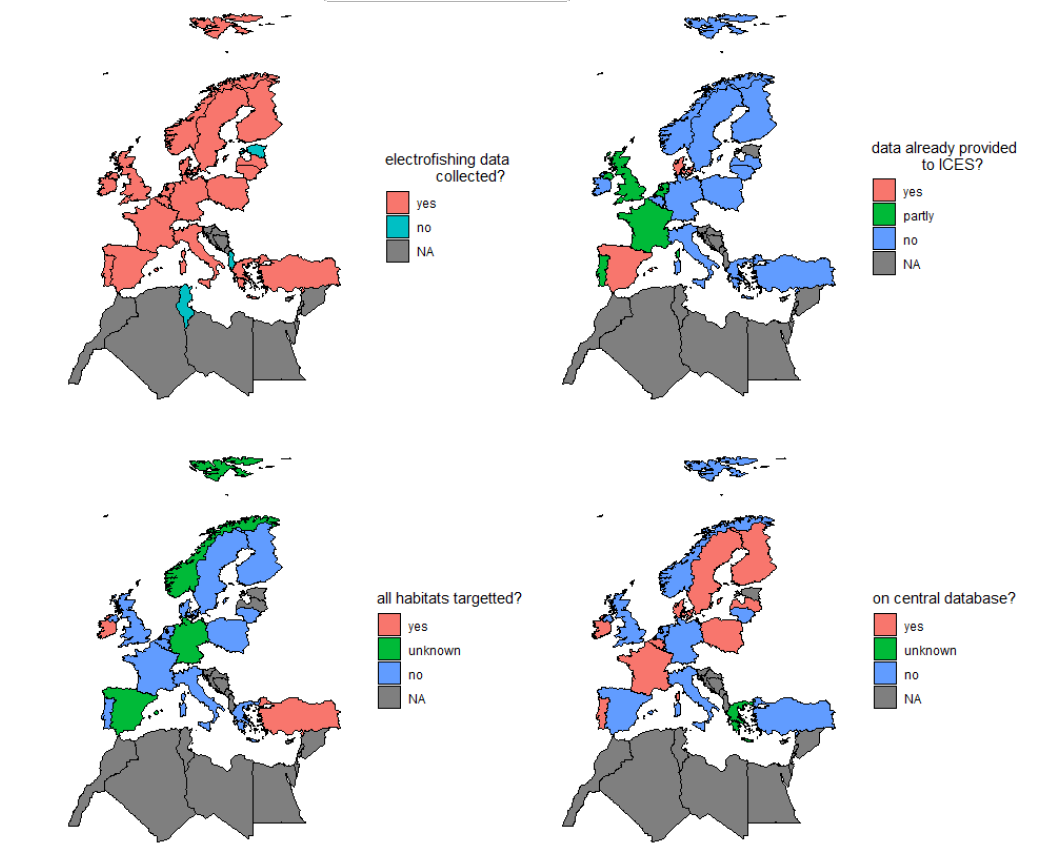 electrofishing data
collected?
yes
no
NA
data already provided
to ICES?
yes
partly
no
NA
all habitats targetted?
yes
unknown
no
NA
on central database?
yes
unknown
no
NA